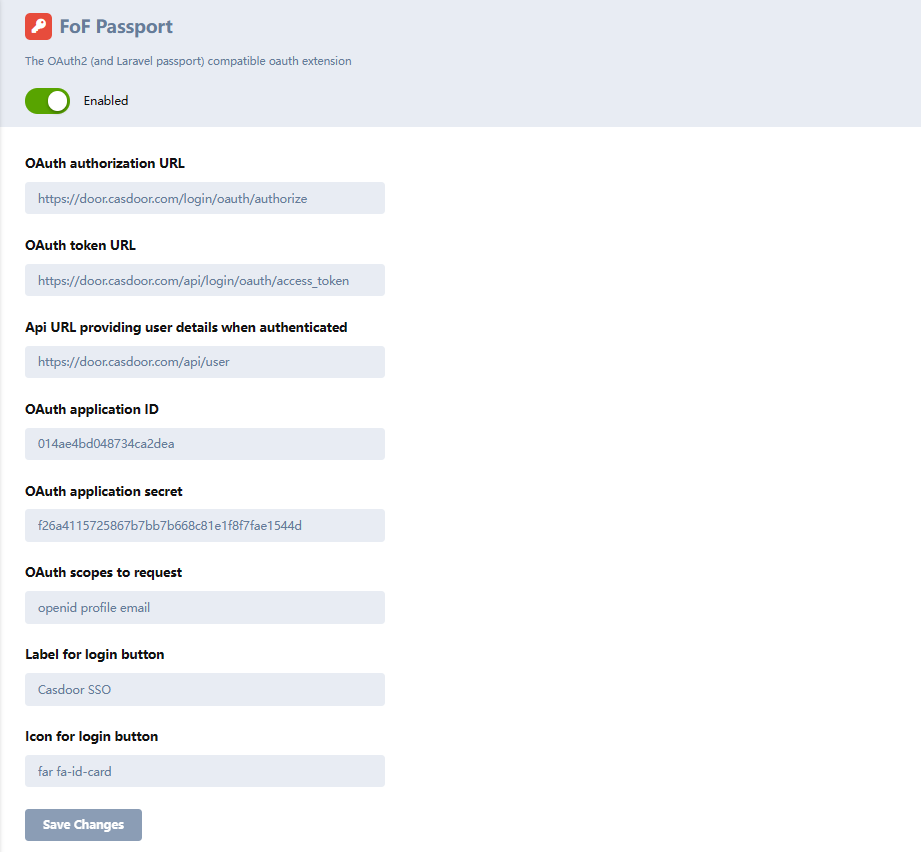 FoF Passport
The OAuth2 (and Laravel passport) compatible oauth extension
Enabled
OAuth authorization URL
https://door.casdoor.com/login/oauth/authorize
OAuth token URL
https://door.casdoor.com/api/login/oauth/access_token
Api URL providing user details when authenticated
https://door.casdoor.com/api/user
OAuth application ID
014ae4bd048734ca2dea
OAuth application secret
f26a4115725867b7bb7b668c81e1f8f7fae1544d
OAuth scopes to request
openid profile email
Label for login button
Casdoor SSO
Icon for login button
far fa-id-card
Save Changes